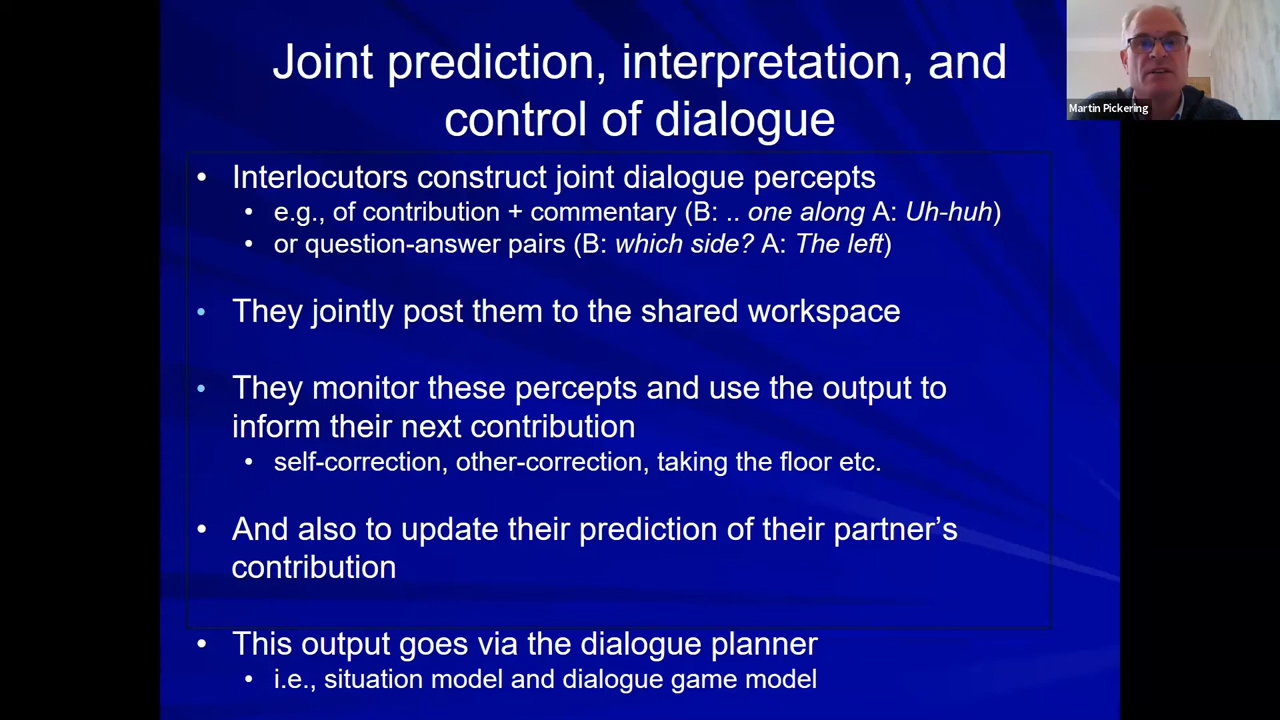 Joint prediction, interpretation, and
control of dialogue
Martin Pickering
• Interlocutors construct joint dialogue percepts
• e.g., of contribution + commentary (B: .. one along A: Uh-huh)
• or question-answer pairs (B: which side? A: The left)
• They jointly post them to the shared workspace
• They monitor these percepts and use the output to
inform their next contribution
• self-correction, other-correction, taking the floor etc.
• And also to update their prediction of their partner’s
contribution
• This output goes via the dialogue planner
• i.e., situation model and dialogue game model